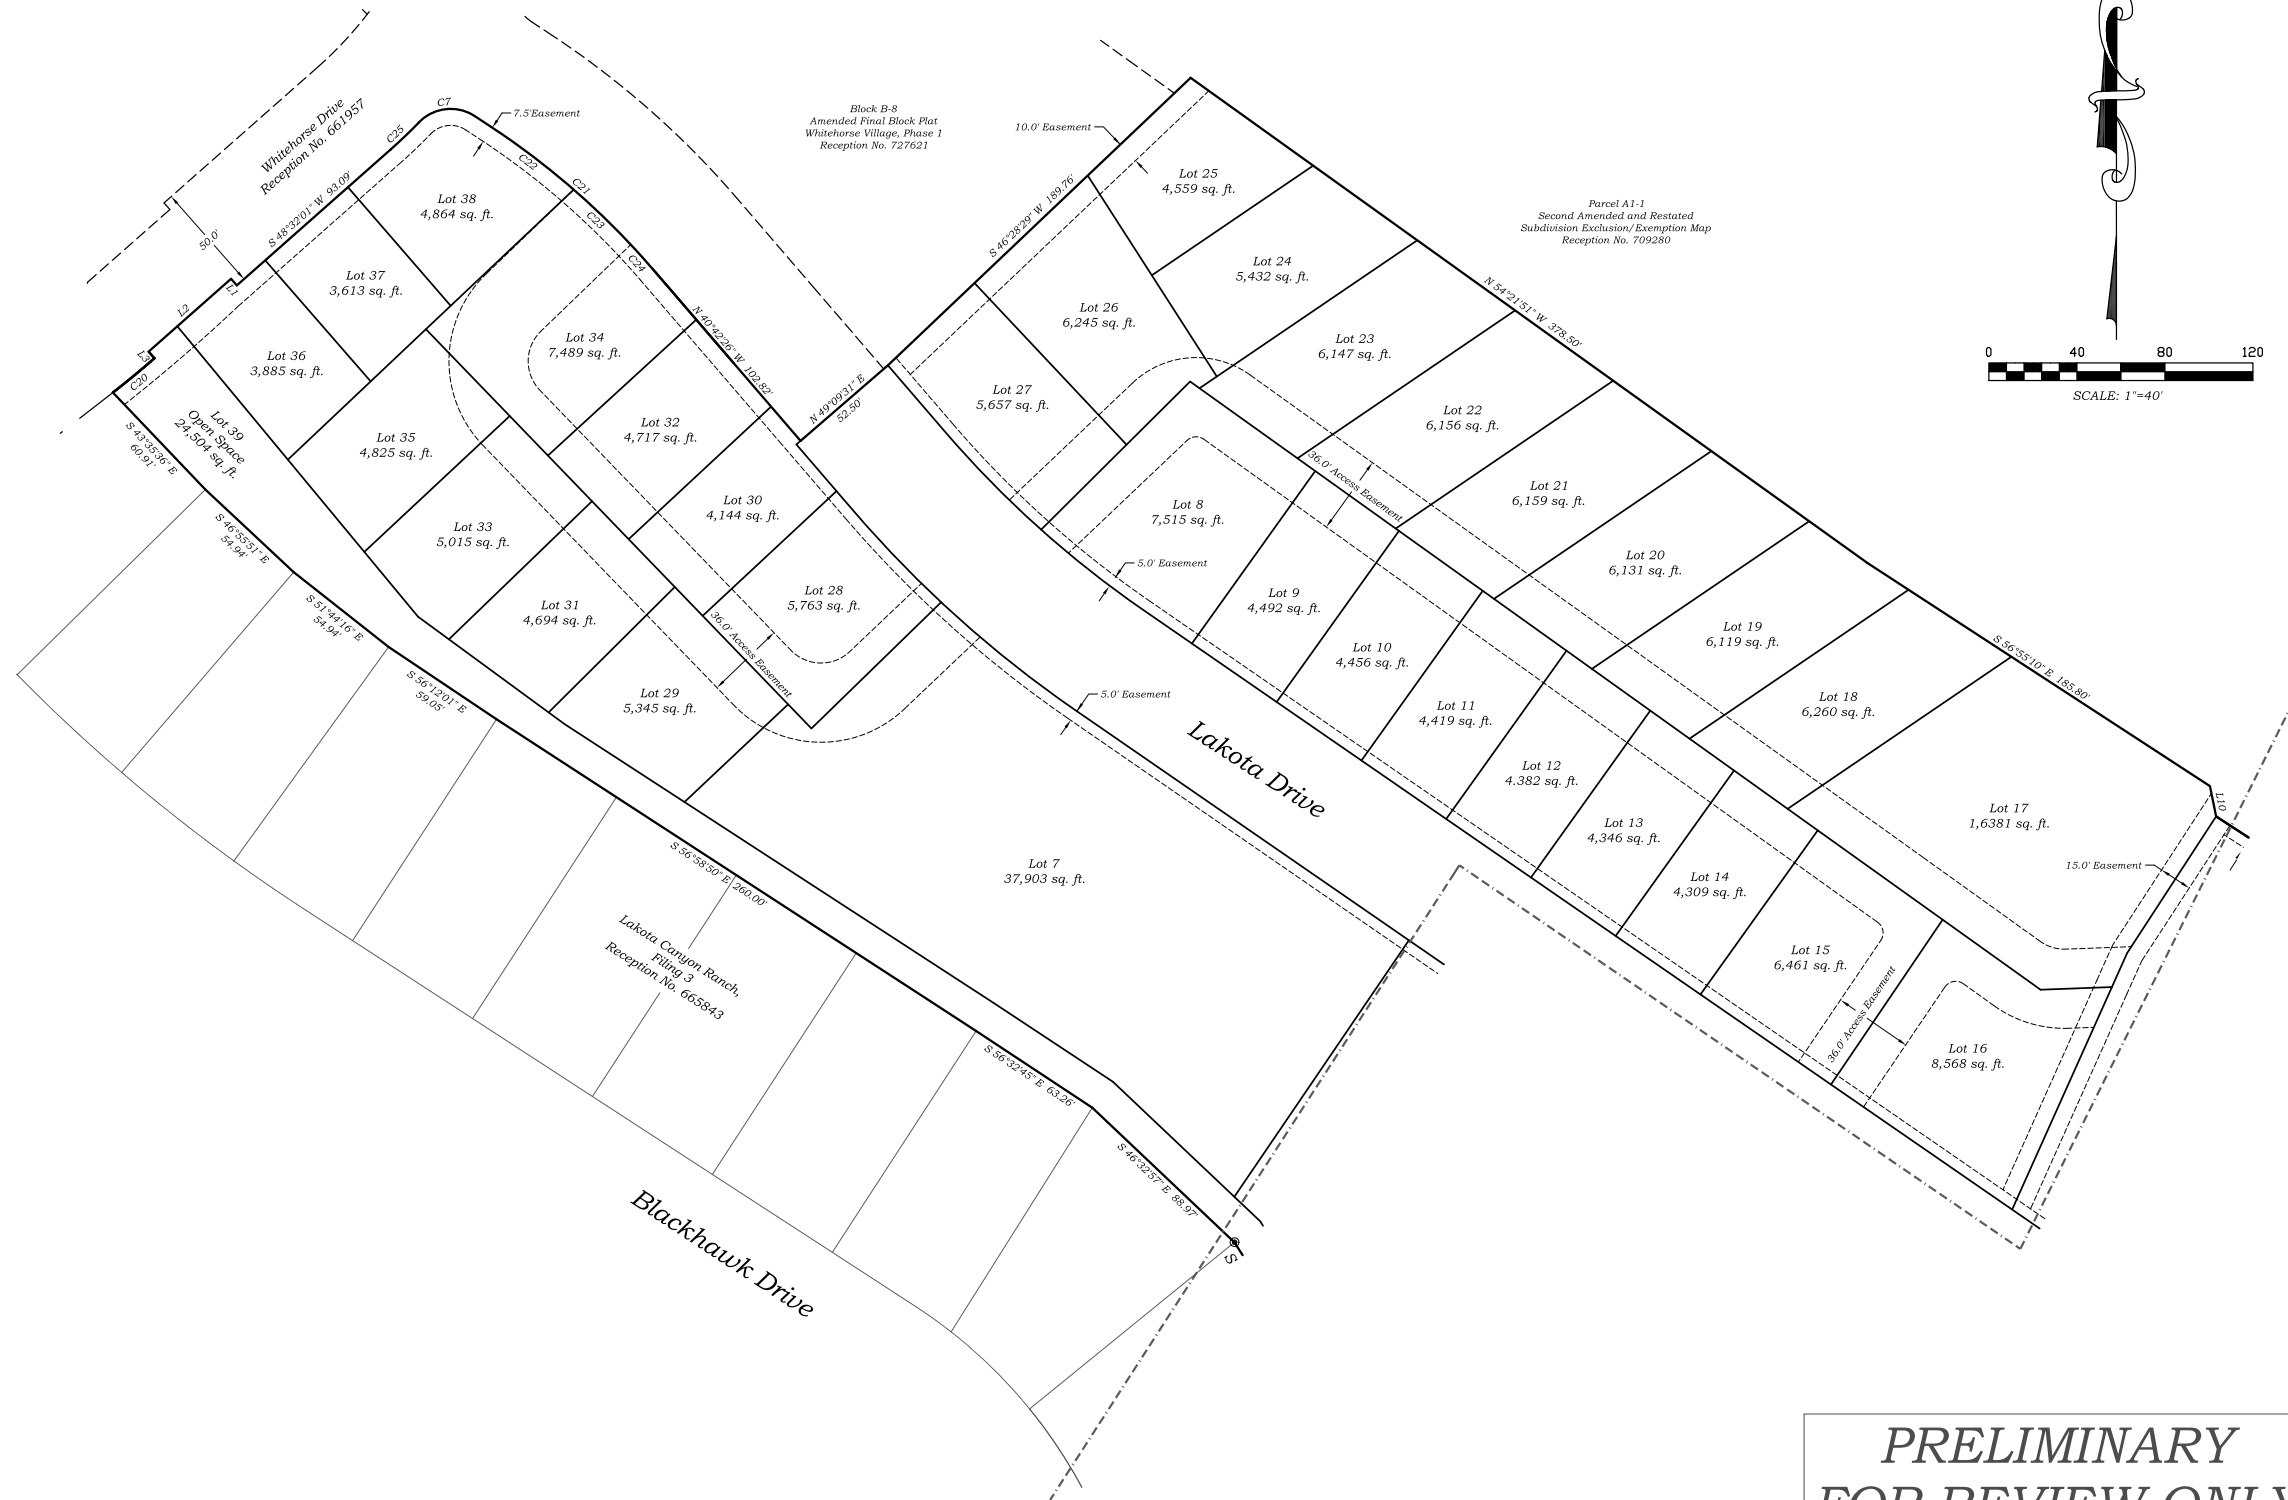 Whitehorse Drive
Reception No. 661957
50.0'
S 48°32'01" W 93.09'
C25
C7
7.5'Easement
C22
C21
C23
C24
L1
L2
L3
C20
Lot 38
4,864 sq. ft.
Lot 37
3,613 sq. ft.
Lot 36
3,885 sq. ft.
Lot 39
Open Space
24,504 sq. ft.
Lot 35
4,825 sq. ft.
Lot 34
7,489 sq. ft.
Lot 33
5,015 sq. ft.
Lot 32
4,717 sq. ft.
Lot 31
4,694 sq. ft.
Lot 30
4,144 sq. ft.
Lot 29
5,345 sq. ft.
Lot 28
5,763 sq. ft.
36.0' Access Easement
N 40°42'26" W 102.82'
N 49°09'31" E
52.50'
S 43°35'36" E
60.91'
S 46°55'51" E
54.94'
S 51°44'16" E
54.94'
S 56°12'01" E
59.05'
S 56°58'50" E 260.00'
S 56°32'45" E 63.26'
S 46°32'57" E 88.97'
S
Lakota Canyon Ranch,
Filing 3
Reception No. 665843
Blackhawk Drive
Lot 7
37,903 sq. ft.
5.0' Easement
Lakota Drive
Block B-8
Amended Final Block Plat
Whitehorse Village, Phase 1
Reception No. 727621
10.0' Easement
S 46°28'29" W 189.76'
Lot 25
4,559 sq. ft.
Lot 24
5,432 sq. ft.
Lot 26
6,245 sq. ft.
Lot 27
5,657 sq. ft.
Lot 23
6,147 sq. ft.
Lot 22
6,156 sq. ft.
Lot 21
6,159 sq. ft.
Lot 20
6,131 sq. ft.
Lot 19
6,119 sq. ft.
Lot 18
6,260 sq. ft.
Lot 17
1,6381 sq. ft.
36.0' Access Easement
Lot 8
7,515 sq. ft.
5.0' Easement
Lot 9
4,492 sq. ft.
Lot 10
4,456 sq. ft.
Lot 11
4,419 sq. ft.
Lot 12
4.382 sq. ft.
Lot 13
4,346 sq. ft.
Lot 14
4,309 sq. ft.
Lot 15
6,461 sq. ft.
36.0' Access Easement
Lot 16
8,568 sq. ft.
15.0' Easement
L10
N 54°21'51" W 378.50'
S 56°55'10" E 185.80'
Parcel A1-1
Second Amended and Restated
Subdivision Exclusion/Exemption Map
Reception No. 709280
0 40 80 120
SCALE: 1"=40'
PRELIMINARY
FOR REVIEW ONLY